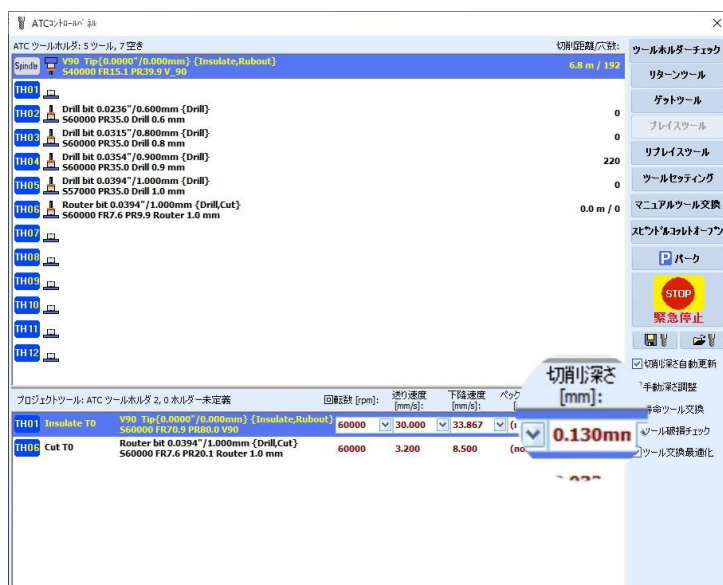 ATCコントロールパネル
ATC ツールホルダ: 5 ツール, 7 空き
切削距離/穴数:
Spindle V90 Tip{0.0000"/0.000mm} {Insulate,Rubout}
S40000 FR15.1 PR39.9 V_90
6.8 m / 192
TH01
TH02 Drill bit 0.0236"/0.600mm {Drill}
S60000 PR35.0 Drill 0.6 mm
0
TH03 Drill bit 0.0315"/0.800mm {Drill}
S60000 PR35.0 Drill 0.8 mm
0
TH04 Drill bit 0.0354"/0.900mm {Drill}
S60000 PR35.0 Drill 0.9 mm
220
TH05 Drill bit 0.0394"/1.000mm {Drill}
S57000 PR35.0 Drill 1.0 mm
0
TH06 Router bit 0.0394"/1.000mm {Drill,Cut}
S60000 FR7.6 PR9.9 Router 1.0 mm
0.0 m / 0
TH07
TH08
TH09
TH10
TH11
TH12
ツールホルダーチェック
リターンツール
ゲットツール
プレイスツール
リプレイスツール
ツールセッティング
マニュアルツール交換
スピンドルコレットオープン
P パーク
STOP
緊急停止
切削深さ自動更新
手動深さ調整
寿命ツール交換
ツール破損チェック
ツール交換最適化
プロジェクトツール: ATC ツールホルダ 2, 0 ホルダー未定義
回転数 [rpm]:
送り速度
[mm/s]:
下降速度
[mm/s]:
切削深さ
[mm]:
TH01 Insulate T0 V90 Tip{0.0000"/0.000mm} {Insulate,Rubout}
S60000 FR70.9 PR80.0 V90
60000 30.000 33.867
0.130mn
TH06 Cut T0 Router bit 0.0394"/1.000mm {Drill,Cut}
S60000 FR7.6 PR20.1 Router 1.0 mm
60000 3.200 8.500 (no